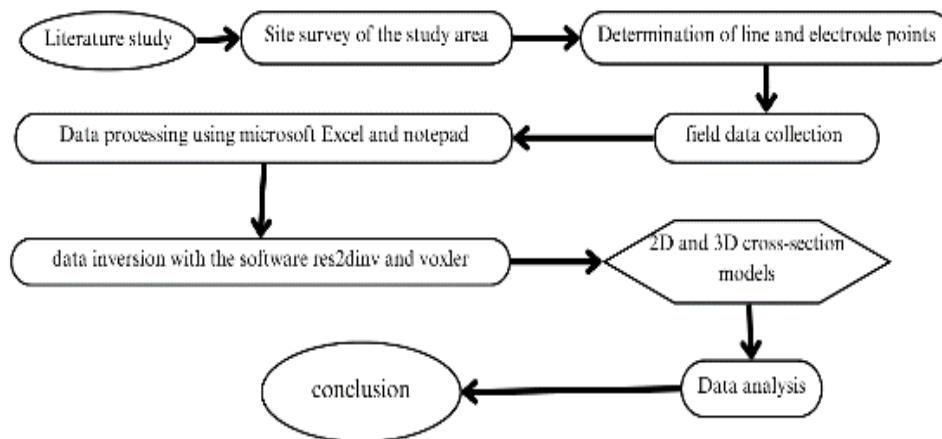 Literature study
Site survey of the study area
Determination of line and electrode points
field data collection
Data processing using microsoft Excel and notepad
data inversion with the software res2dinv and voxler
2D and 3D cross-section
models
Data analysis
conclusion